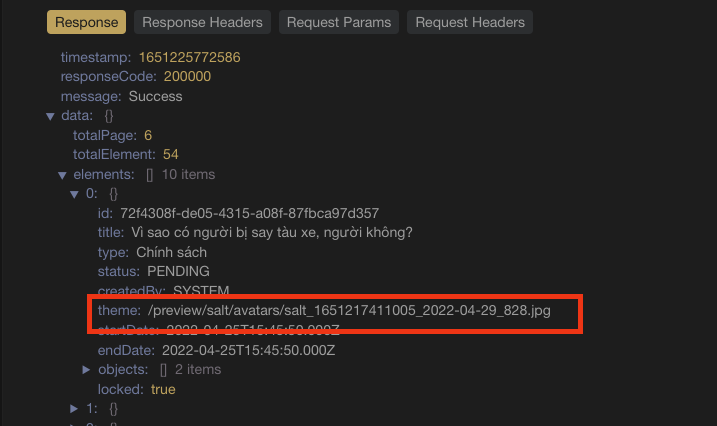 Response Response Headers Request Params Request Headers
timestamp: 1651225772586
responseCode: 200000
message: Success
data: {}
totalPage: 6
totalElement: 54
elements: [] 10 items
0: {}
id: 72f4308f-de05-4315-a08f-87fbca97d357
title: Vì sao có người bị say tàu xe, người không?
type: Chính sách
status: PENDING
createdBy: SYSTEM
theme: /preview/salt/avatars/salt_1651217411005_2022-04-29_828.jpg
startDate: 2022-04-25T15:45:50.000Z
endDate: 2022-04-25T15:45:50.000Z
objects: [] 2 items
locked: true
1: {}